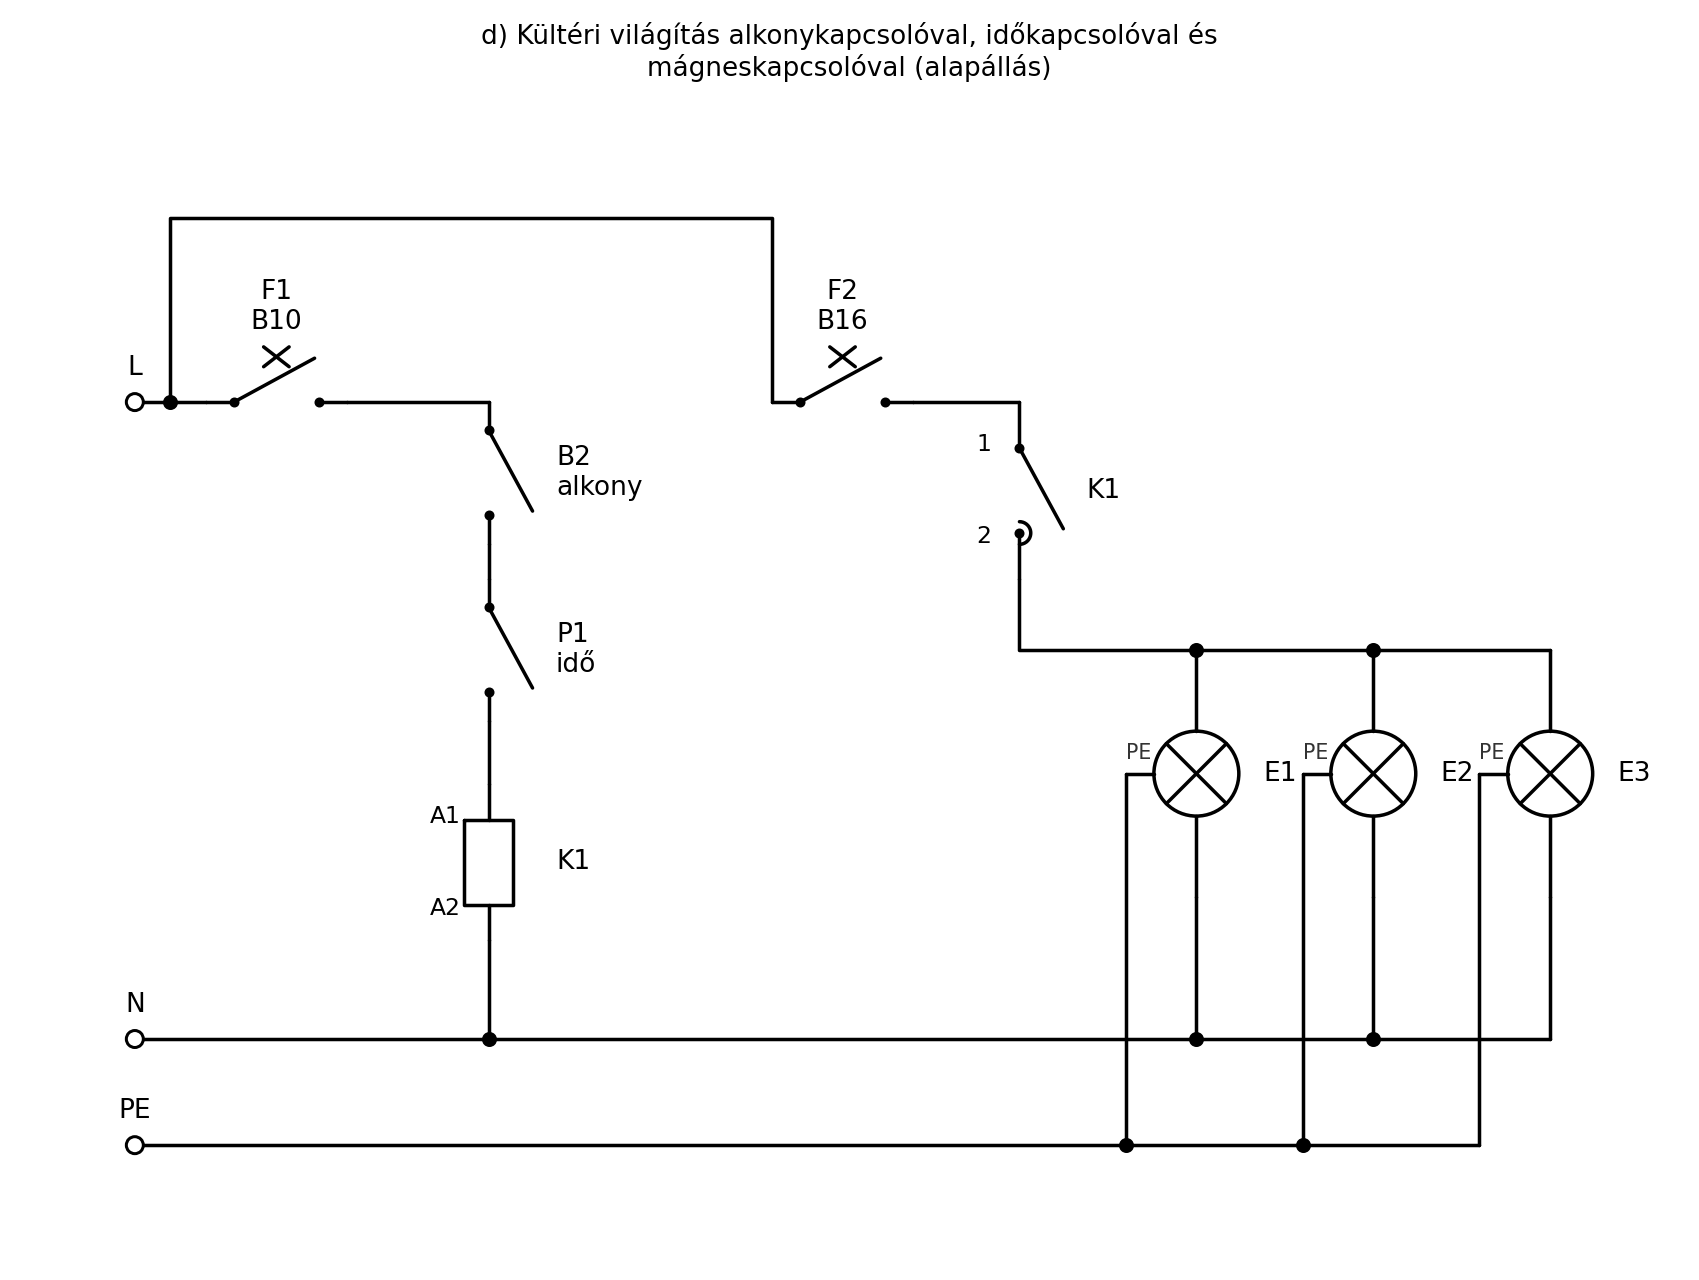 d) Kültéri világítás alkonykapcsolóval, időkapcsolóval és
mágneskapcsolóval (alapállás)
F1
B10
F2
B16
L
B2
alkony
1
K1
2
P1
idő
PE
PE
PE
E1
E2
E3
A1
K1
A2
N
PE